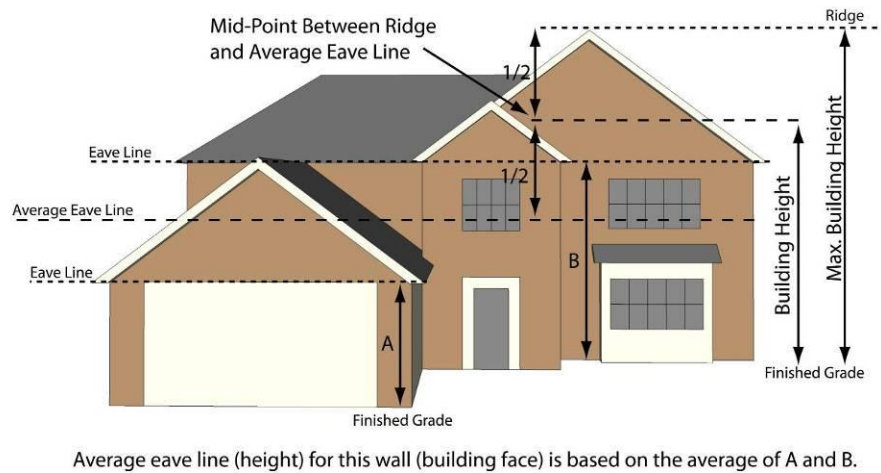 Ridge
Mid-Point Between Ridge
and Average Eave Line
1/2
Eave Line
1/2
Average Eave Line
B
Building Height
Max. Building Height
Eave Line
A
Finished Grade
Finished Grade
Average eave line (height) for this wall (building face) is based on the average of A and B.